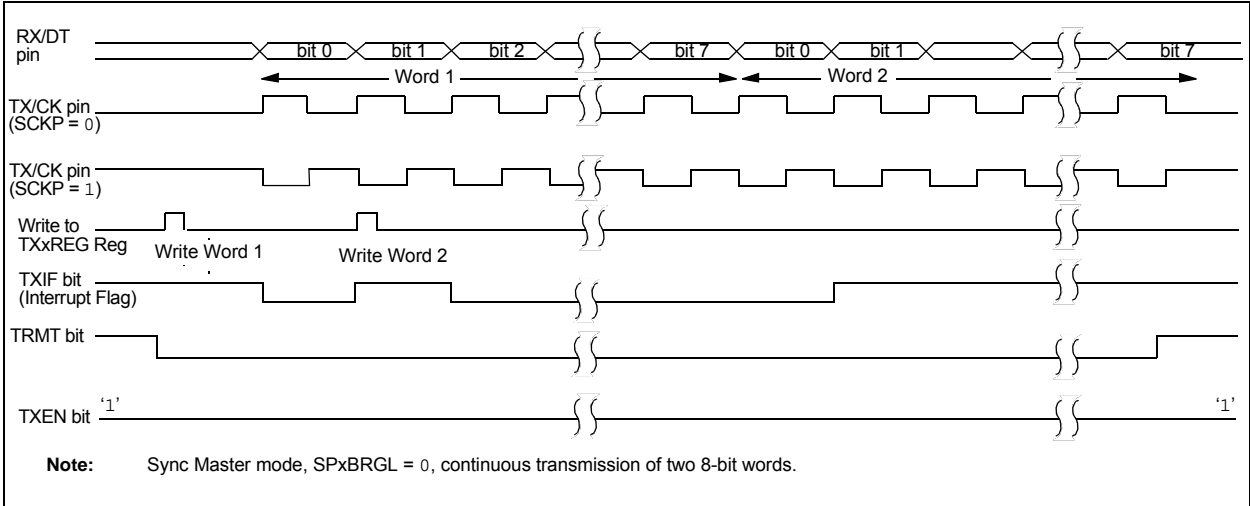 RX/DT
pin
bit 0 bit 1 bit 2 bit 7 bit 0 bit 1 bit 7
Word 1 Word 2
TX/CK pin
(SCKP = 0)
TX/CK pin
(SCKP = 1)
Write to
TXxREG Reg
Write Word 1 Write Word 2
TXIF bit
(Interrupt Flag)
TRMT bit
TXEN bit ‘1’ ‘1’
Note: Sync Master mode, SPxBRGL = 0, continuous transmission of two 8-bit words.